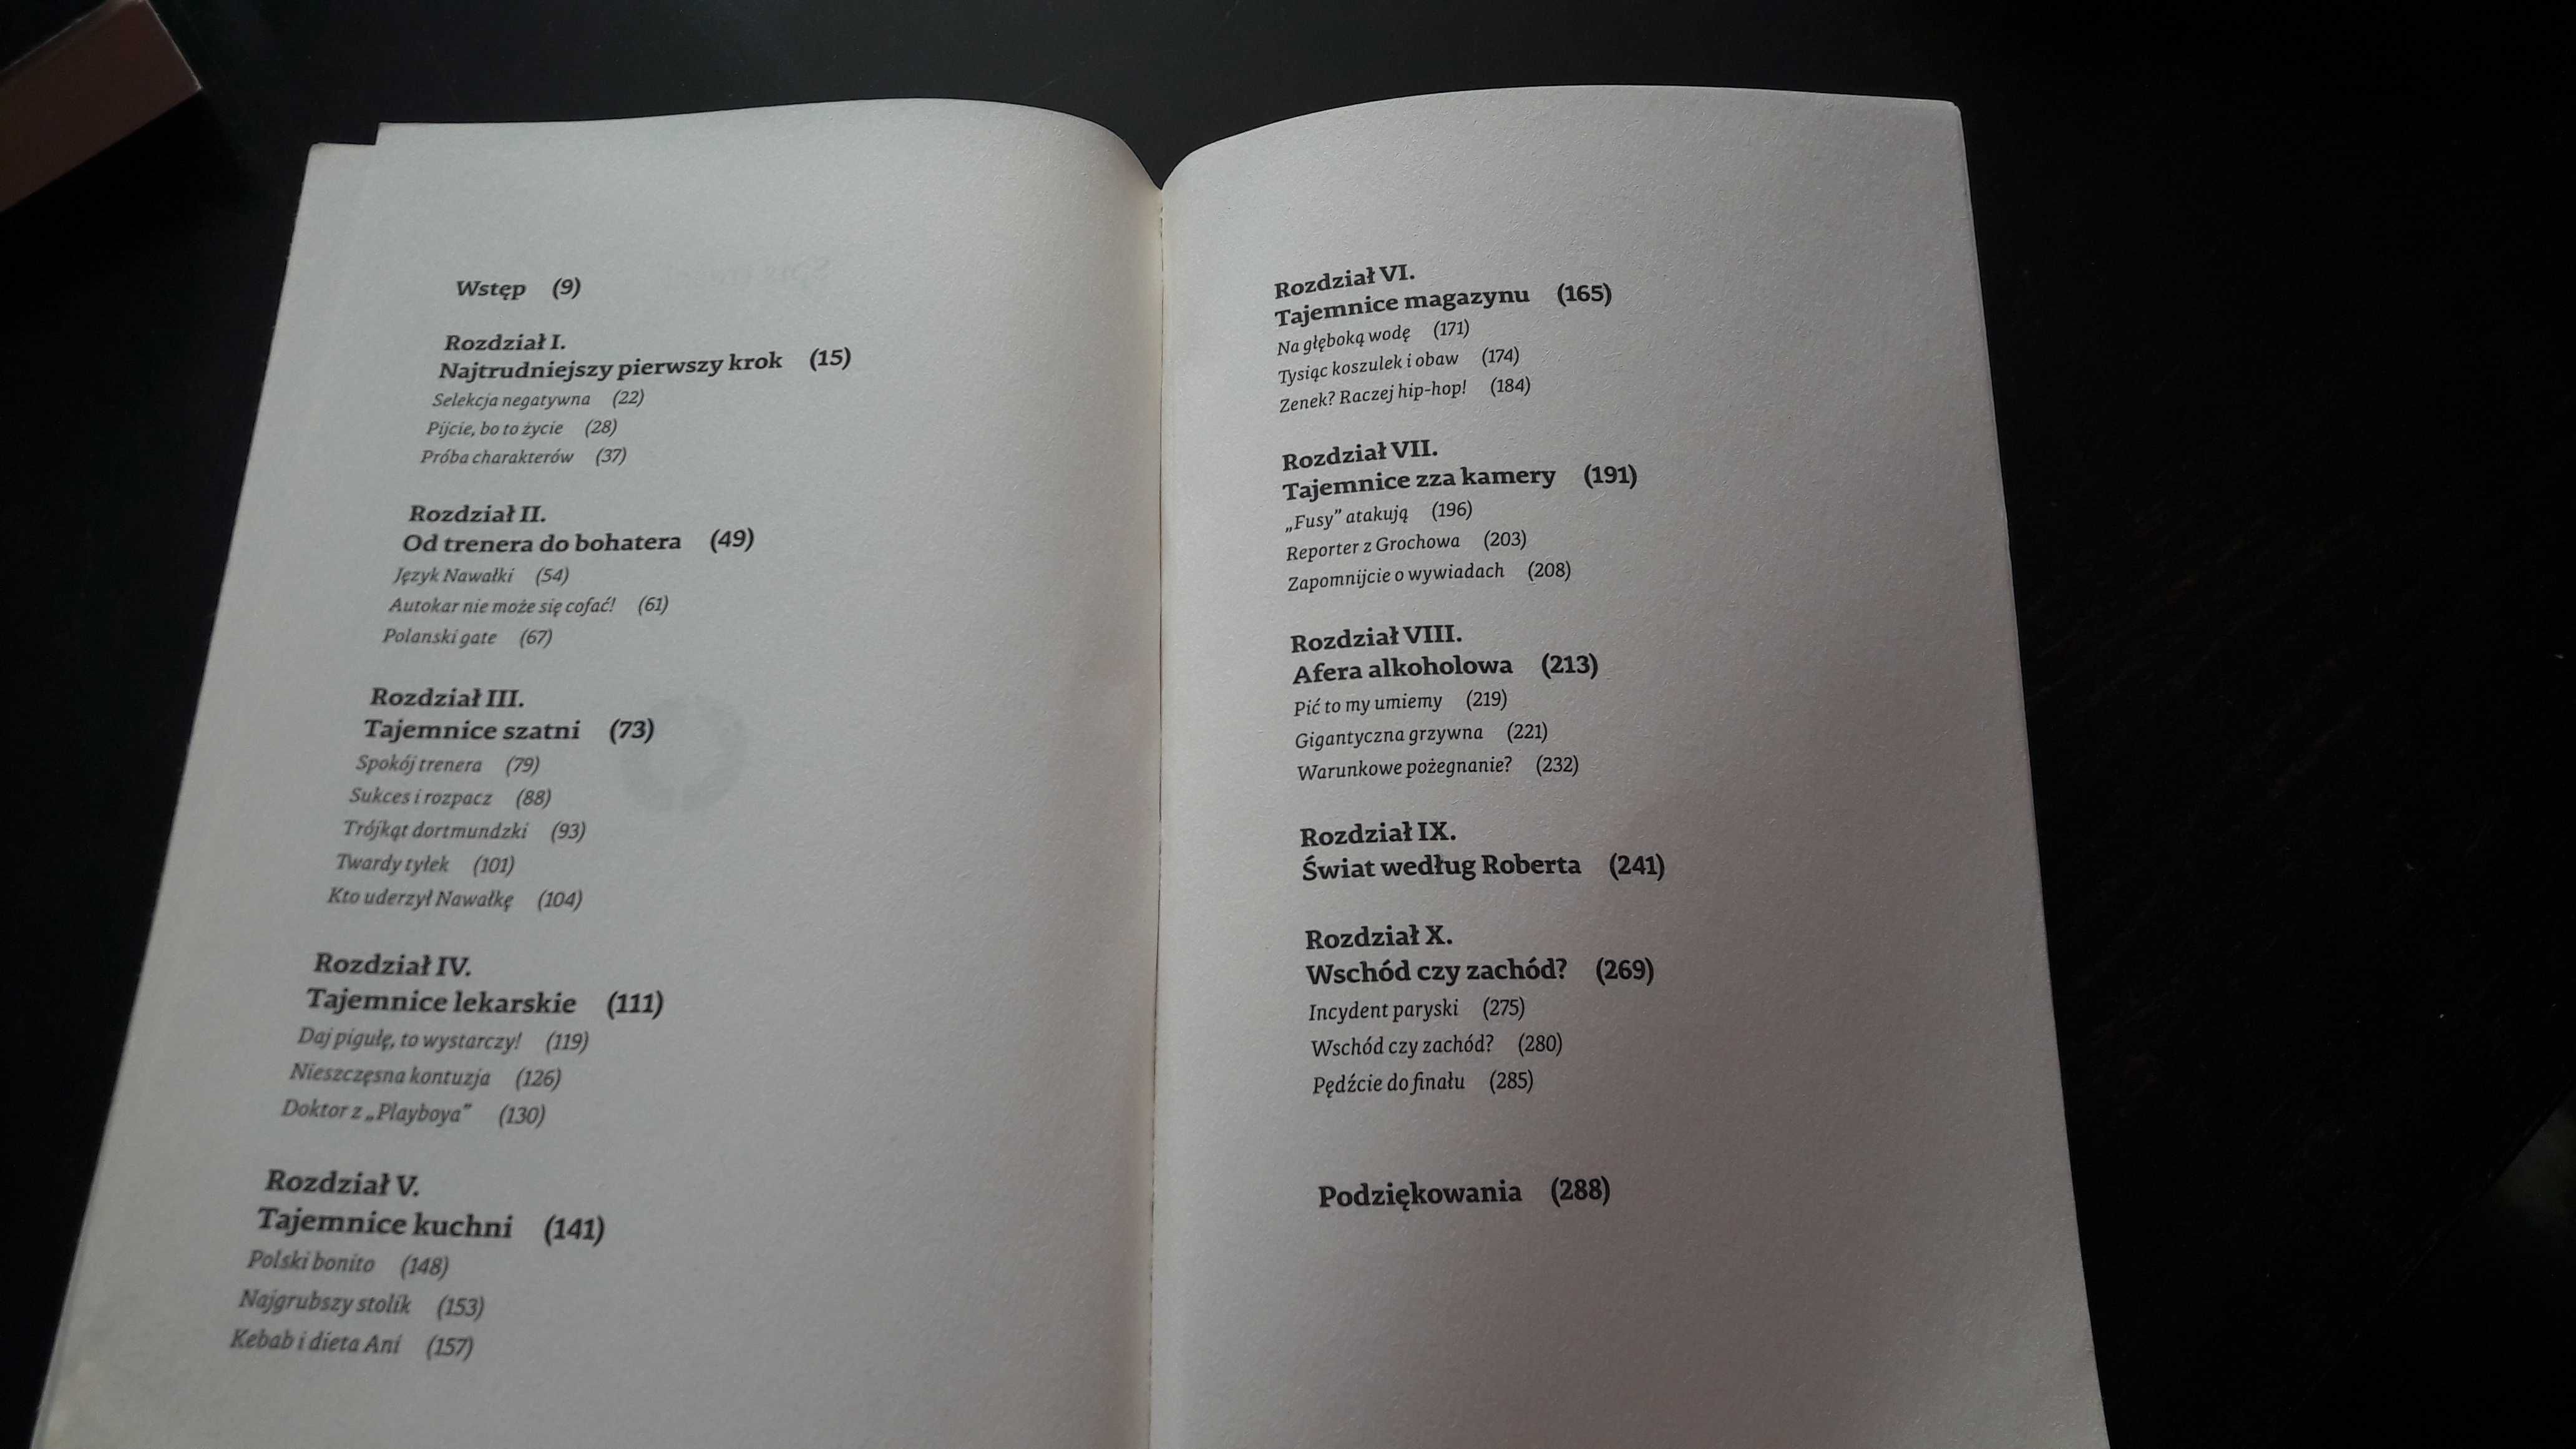 Wstęp (9)
Rozdział I.
Najtrudniejszy pierwszy krok (15)
Selekcja negatywna (22)
Pijcie, bo to życie (28)
Próba charakterów (37)
Rozdział II.
Od trenera do bohatera (49)
Język Nawałki (54)
Autokar nie może się cofać! (61)
Polanski gate (67)
Rozdział III.
Tajemnice szatni (73)
Spokój trenera (79)
Sukces i rozpacz (88)
Trójkąt dortmundzki (93)
Twardy tyłek (101)
Kto uderzył Nawałkę (104)
Rozdział IV.
Tajemnice lekarskie (111)
Daj pigułę, to wystarczy! (119)
Nieszczęsna kontuzja (126)
Doktor z „Playboya” (130)
Rozdział V.
Tajemnice kuchni (141)
Polski bonito (148)
Najgrubszy stolik (153)
Kebab i dieta Ani (157)
Rozdział VI.
Tajemnice magazynu (165)
Na głęboką wodę (171)
Tysiąc koszulek i obaw (174)
Zenek? Raczej hip-hop! (184)
Rozdział VII.
Tajemnice zza kamery (191)
„Fusy” atakują (196)
Reporter z Grochowa (203)
Zapomnijcie o wywiadach (208)
Rozdział VIII.
Afera alkoholowa (213)
Pić to my umiemy (219)
Gigantyczna grzywna (221)
Warunkowe pożegnanie? (232)
Rozdział IX.
Świat według Roberta (241)
Rozdział X.
Wschód czy zachód? (269)
Incydent paryski (275)
Wschód czy zachód? (280)
Pędźcie do finału (285)
Podziękowania (288)